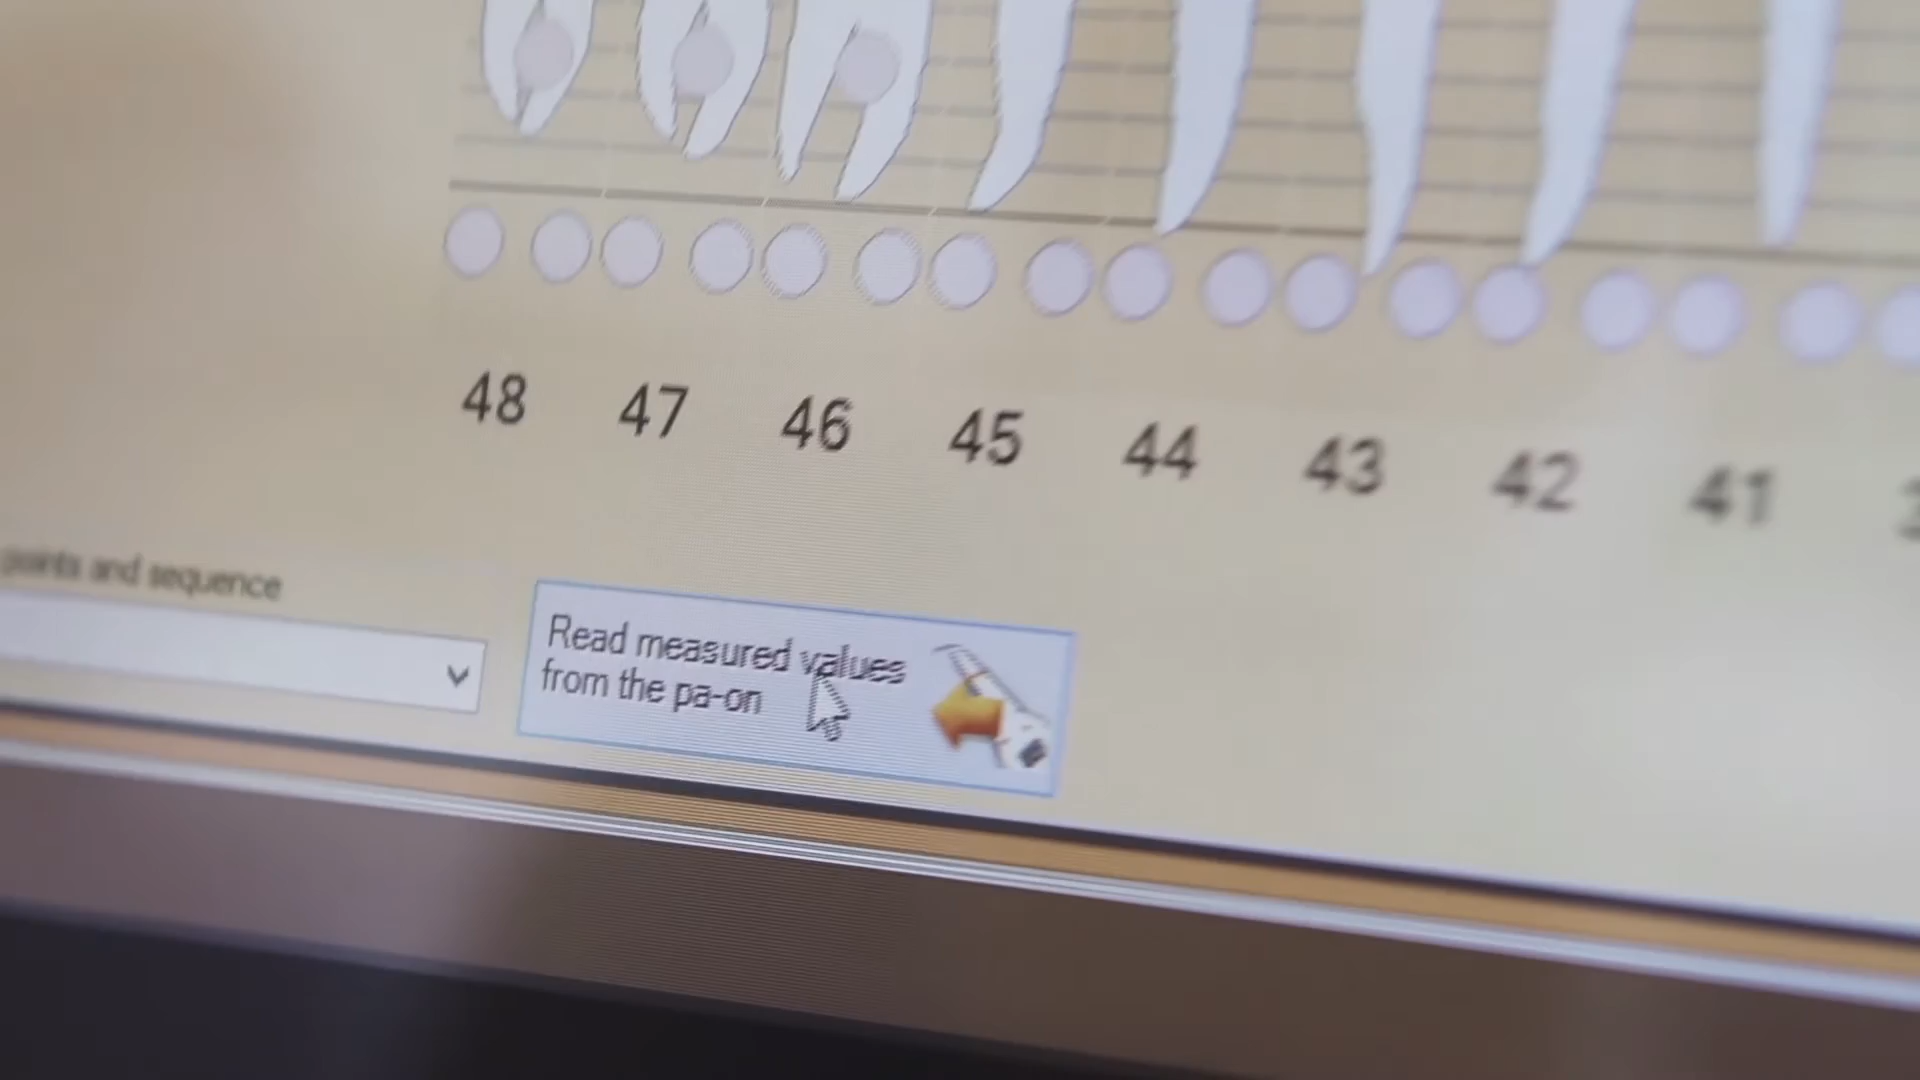 48 47 46 45 44 43 42 41
points and sequence
Read measured values
from the pa-on